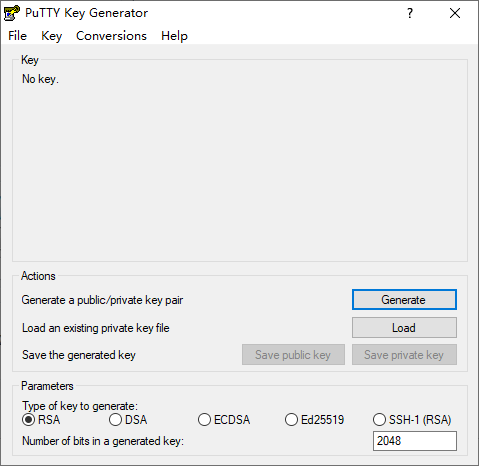 PuTTY Key Generator
File Key Conversions Help
Key
No key.
Actions
Generate a public/private key pair Generate
Load an existing private key file Load
Save the generated key Save public key Save private key
Parameters
Type of key to generate:
RSA DSA ECDSA Ed25519 SSH-1 (RSA)
Number of bits in a generated key: 2048